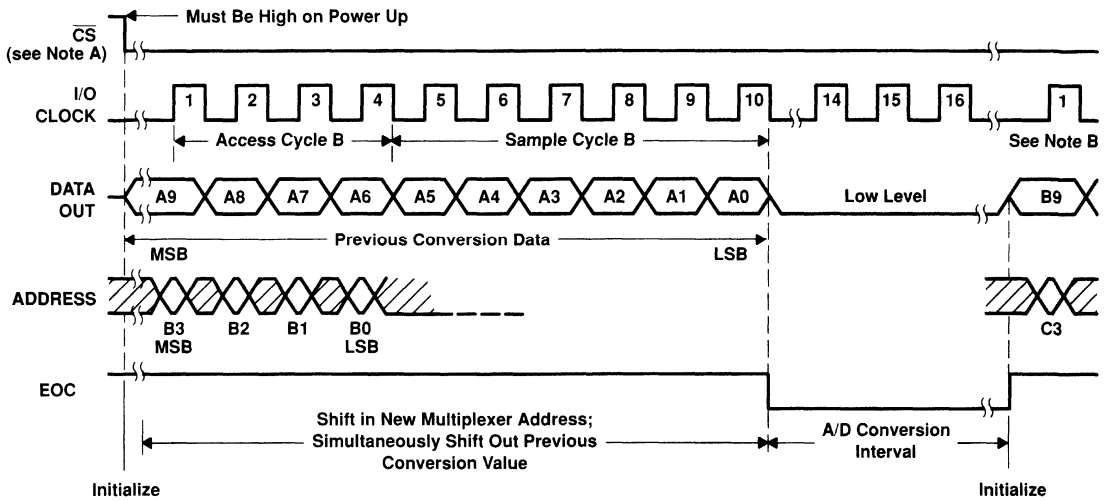 Must Be High on Power Up
CS
(see Note A)
I/O
CLOCK
1 2 3 4 5 6 7 8 9 10 14 15 16 1
Access Cycle B
Sample Cycle B
See Note B
DATA
OUT
A9 A8 A7 A6 A5 A4 A3 A2 A1 A0
Low Level
B9
Previous Conversion Data
MSB
LSB
ADDRESS
B3 B2 B1 B0
MSB LSB
C3
EOC
Shift in New Multiplexer Address;
Simultaneously Shift Out Previous
Conversion Value
A/D Conversion
Interval
Initialize
Initialize